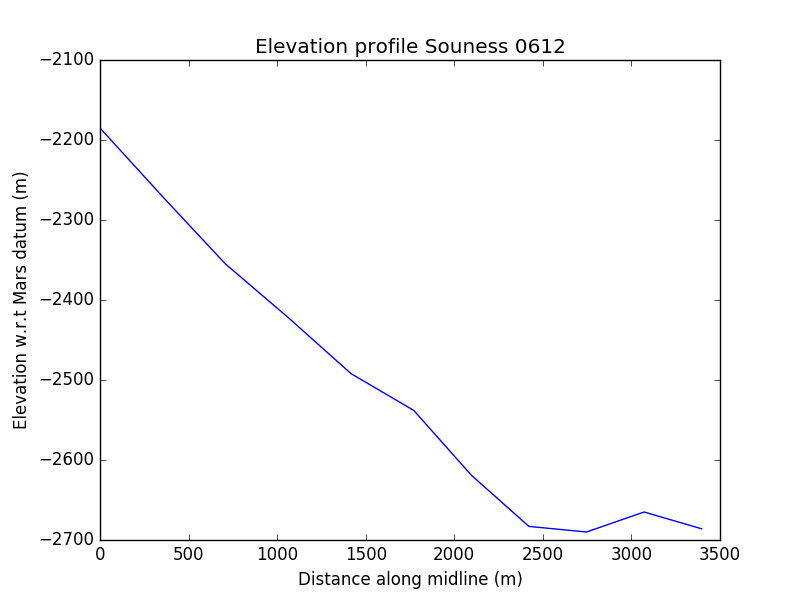 Elevation profile Souness 0612
−2100
−2200
−2300
−2400
−2500
−2600
−2700
Elevation w.r.t Mars datum (m)
0 500 1000 1500 2000 2500 3000 3500
Distance along midline (m)